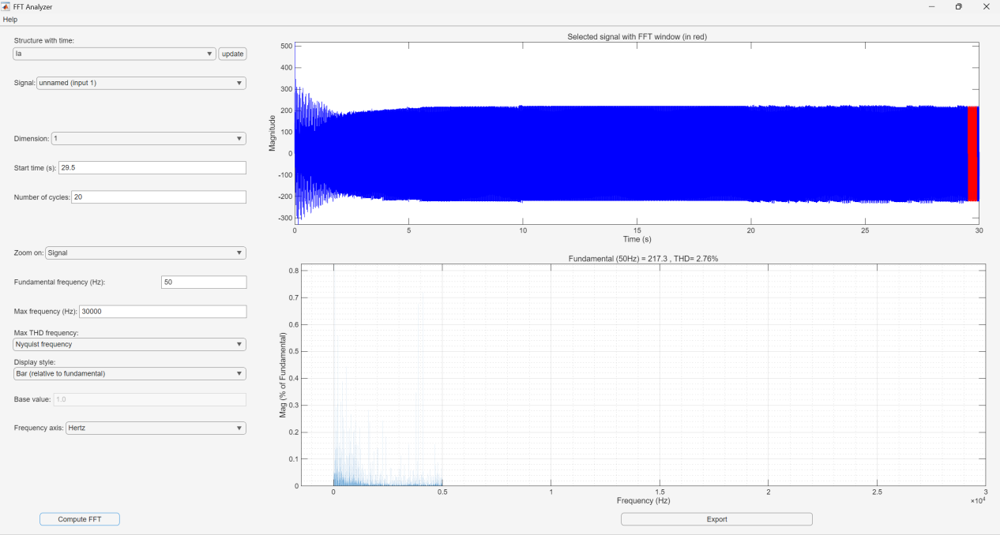 FFT Analyzer
Help
Structure with time:
Ia
update
Signal: unnamed (input 1)
Dimension: 1
Start time (s): 29.5
Number of cycles: 20
Zoom on: Signal
Fundamental frequency (Hz): 50
Max frequency (Hz): 30000
Max THD frequency:
Nyquist frequency
Display style:
Bar (relative to fundamental)
Base value: 1.0
Frequency axis: Hertz
Compute FFT
Selected signal with FFT window (in red)
500
400
300
200
100
0
-100
-200
-300
Magnitude
0 5 10 15 20 25 30
Time (s)
Fundamental (50Hz) = 217.3 , THD= 2.76%
0.8
0.7
0.6
0.5
0.4
0.3
0.2
0.1
0
Mag (% of Fundamental)
0 0.5 1 1.5 2 2.5 3
Frequency (Hz)
×10⁴
Export